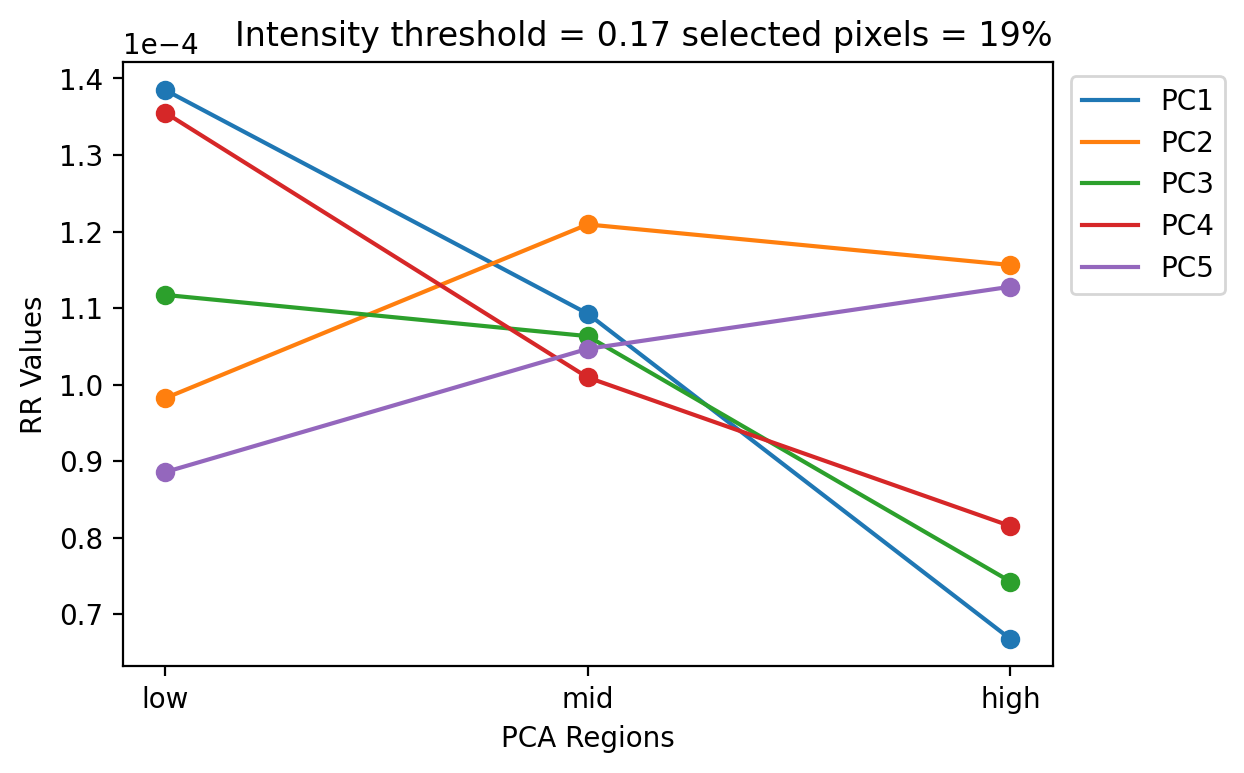 Intensity threshold = 0.17 selected pixels = 19%
1e−4
1.4
1.3
1.2
1.1
1.0
0.9
0.8
0.7
RR Values
low
mid
high
PCA Regions
PC1
PC2
PC3
PC4
PC5